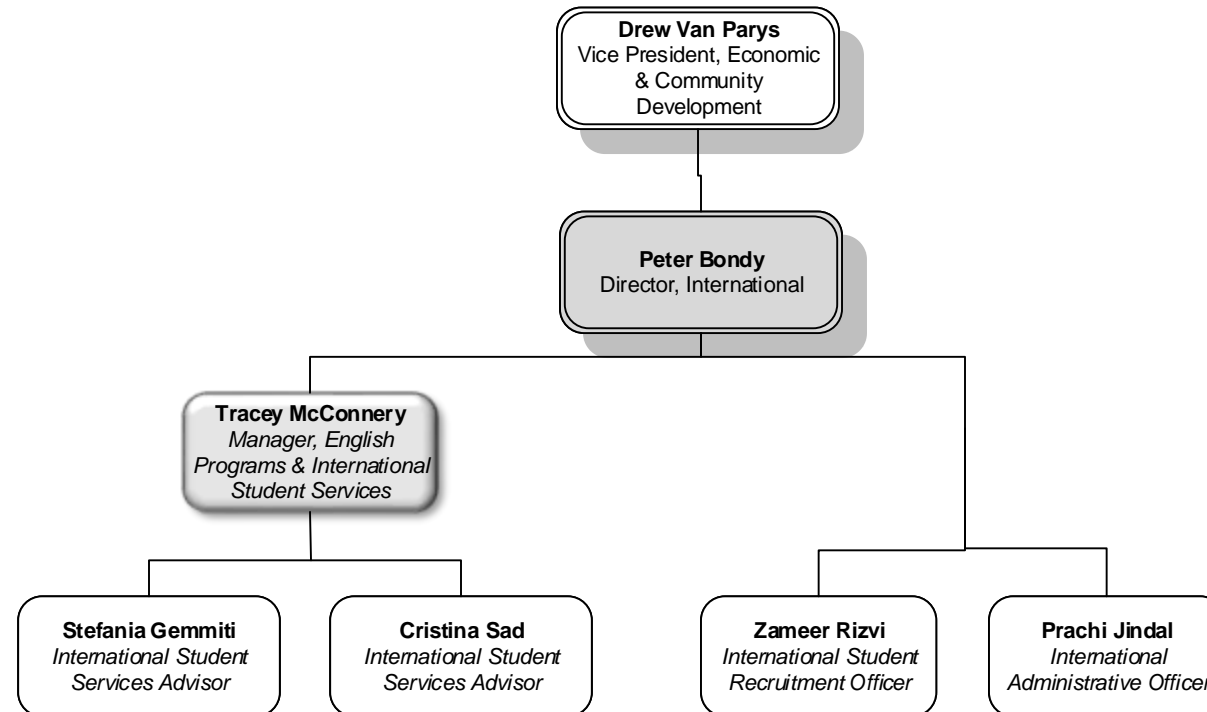 Drew Van Parys
Vice President, Economic
& Community
Development
Peter Bondy
Director, International
Tracey McConnery
Manager, English
Programs & International
Student Services
Stefania Gemmiti
International Student
Services Advisor
Cristina Sad
International Student
Services Advisor
Zameer Rizvi
International Student
Recruitment Officer
Prachi Jindal
International
Administrative Officer